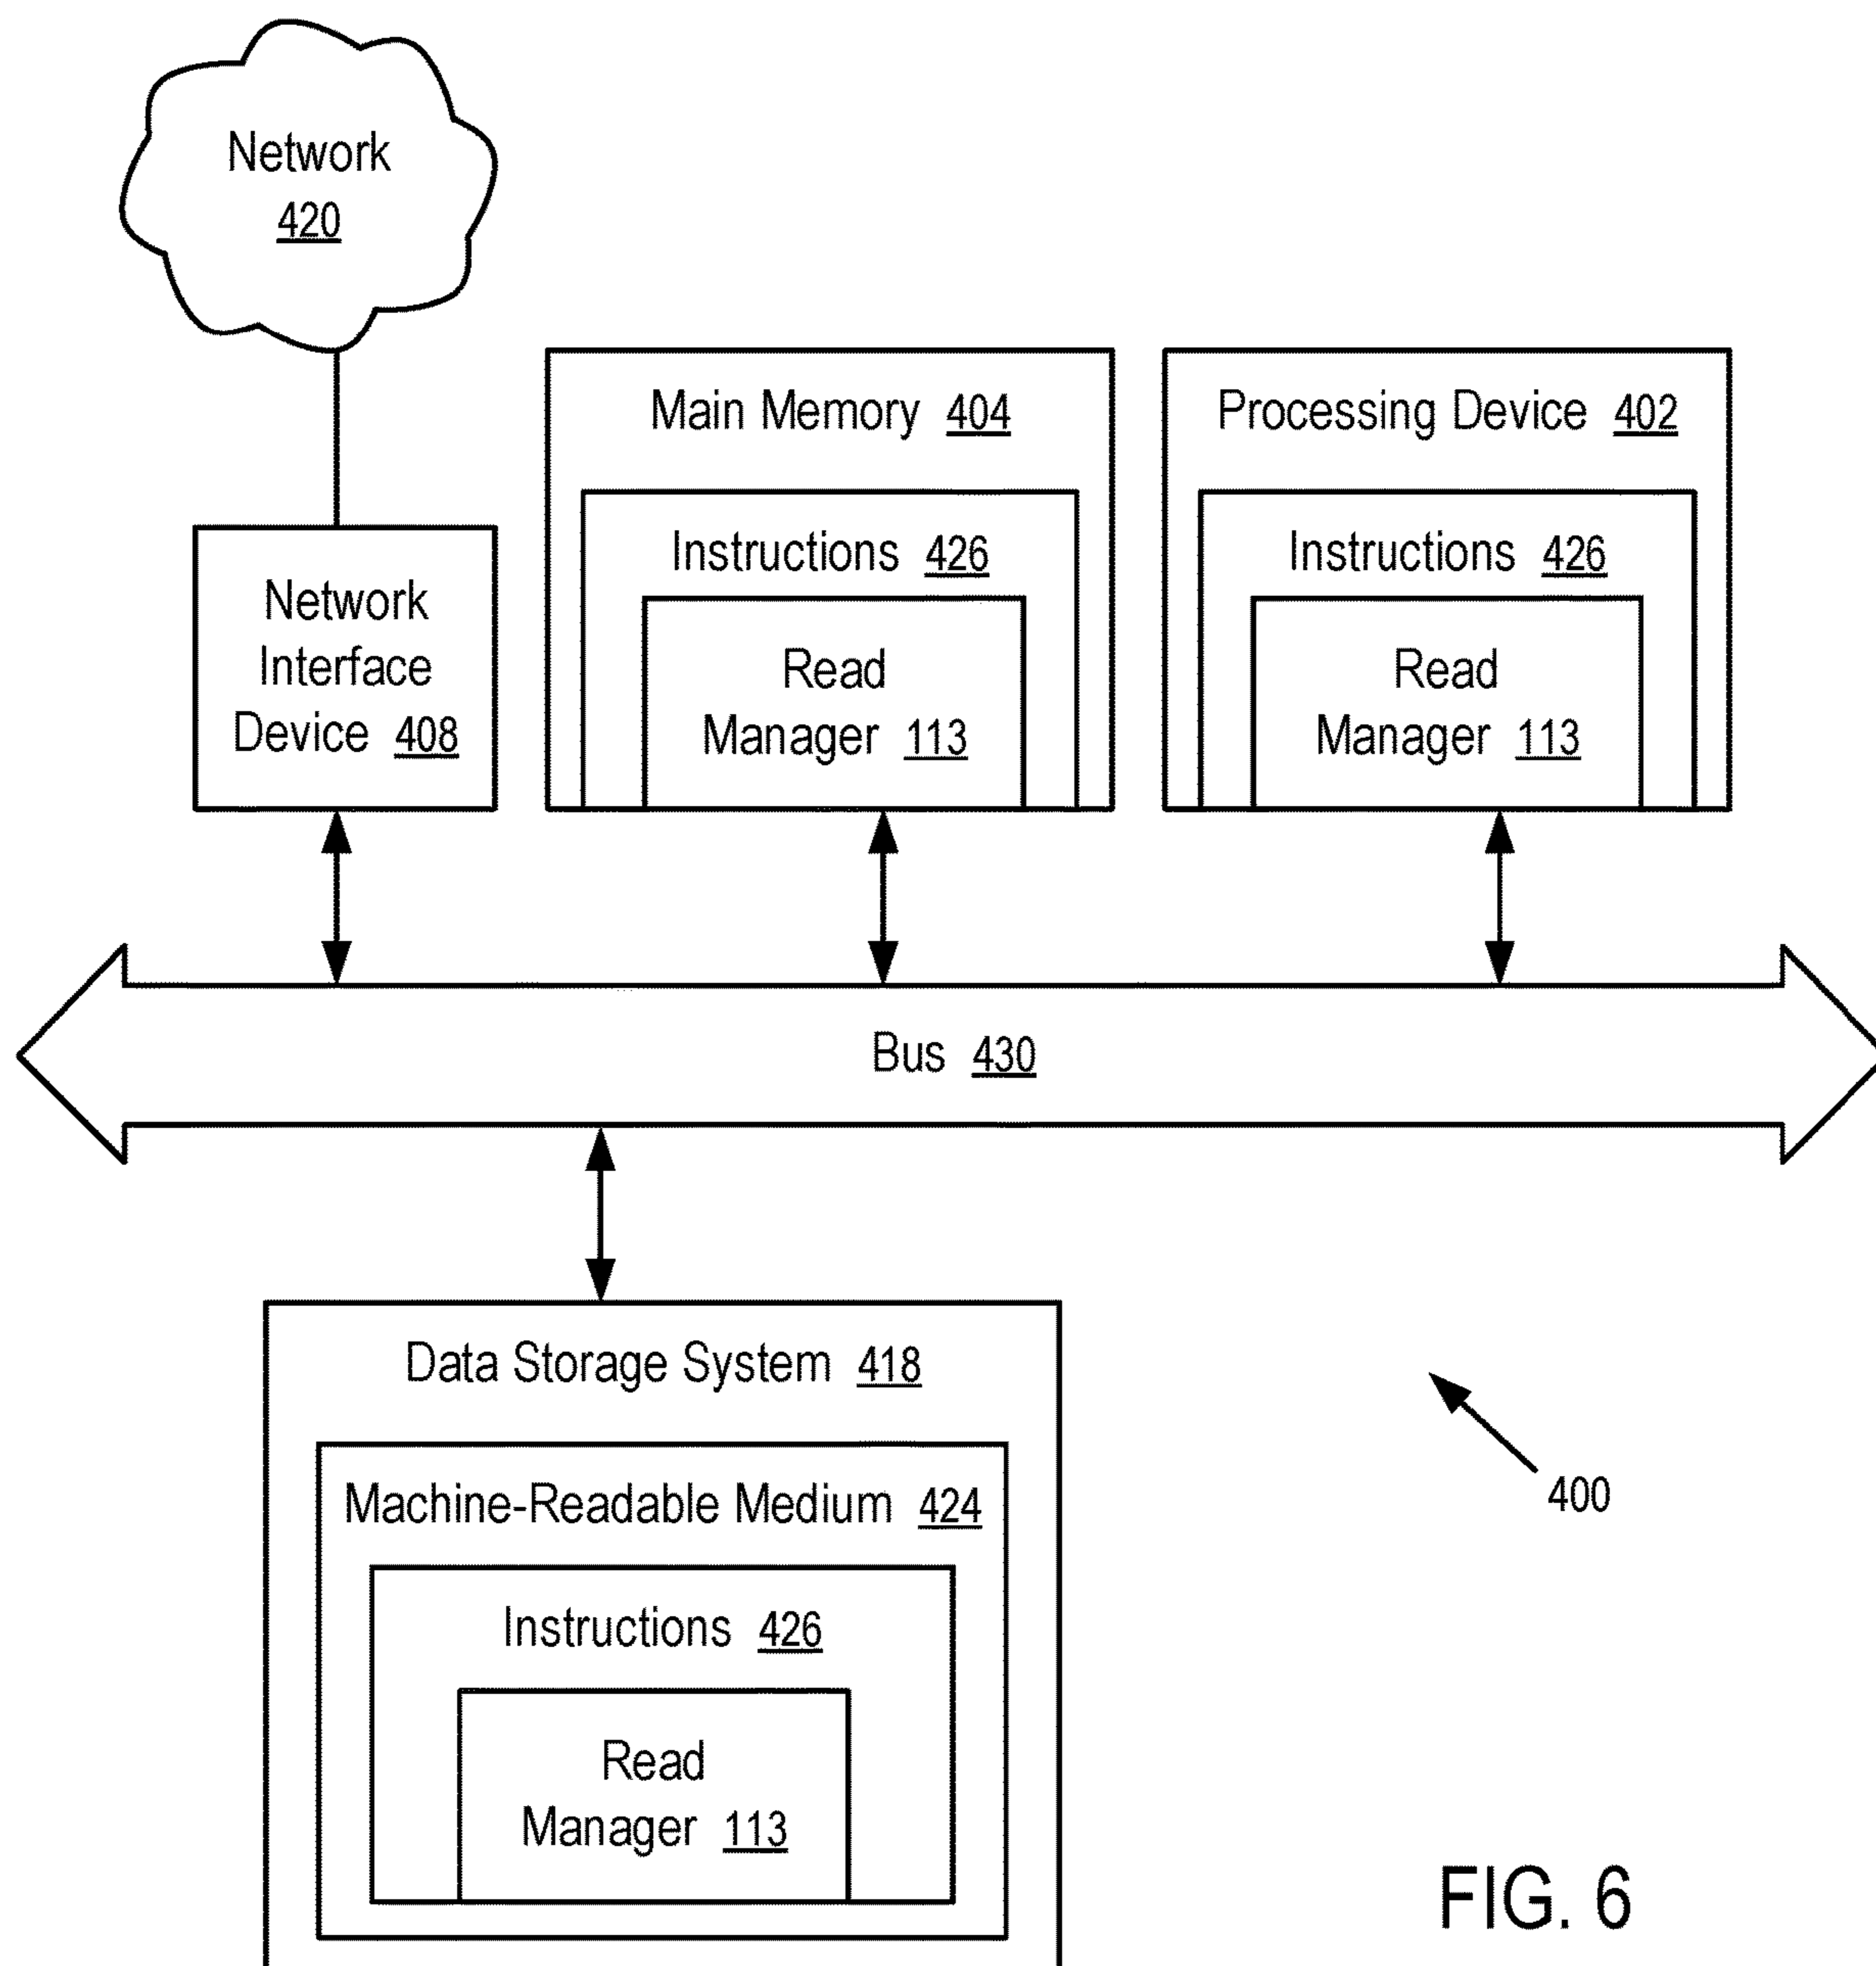 Network
420
Main Memory 404
Processing Device 402
Instructions 426
Instructions 426
Network
Interface
Device 408
Read
Manager 113
Read
Manager 113
Bus 430
Data Storage System 418
Machine-Readable Medium 424
400
Instructions 426
Read
Manager 113
FIG. 6